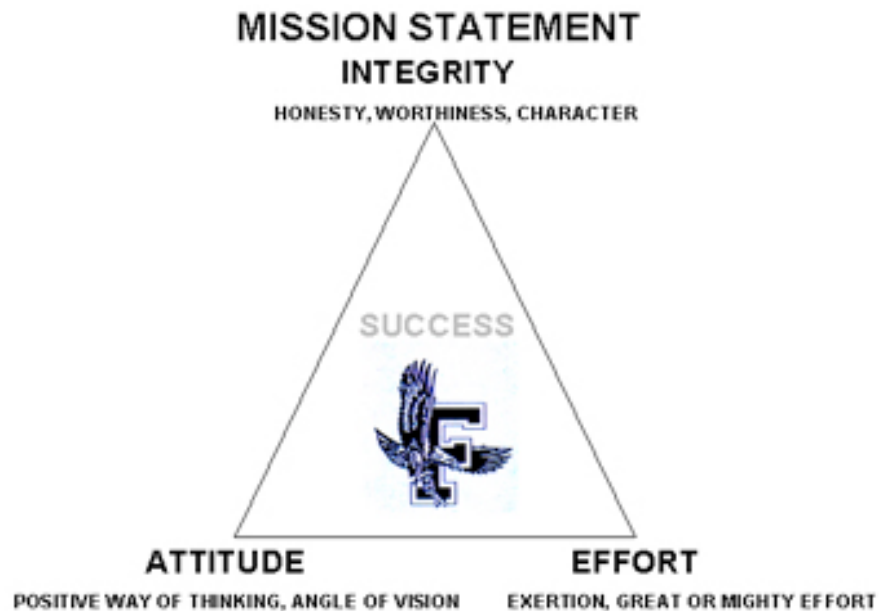 MISSION STATEMENT
INTEGRITY
HONESTY, WORTHINESS, CHARACTER
SUCCESS
F
ATTITUDE
EFFORT
POSITIVE WAY OF THINKING, ANGLE OF VISION
EXERTION, GREAT OR MIGHTY EFFORT